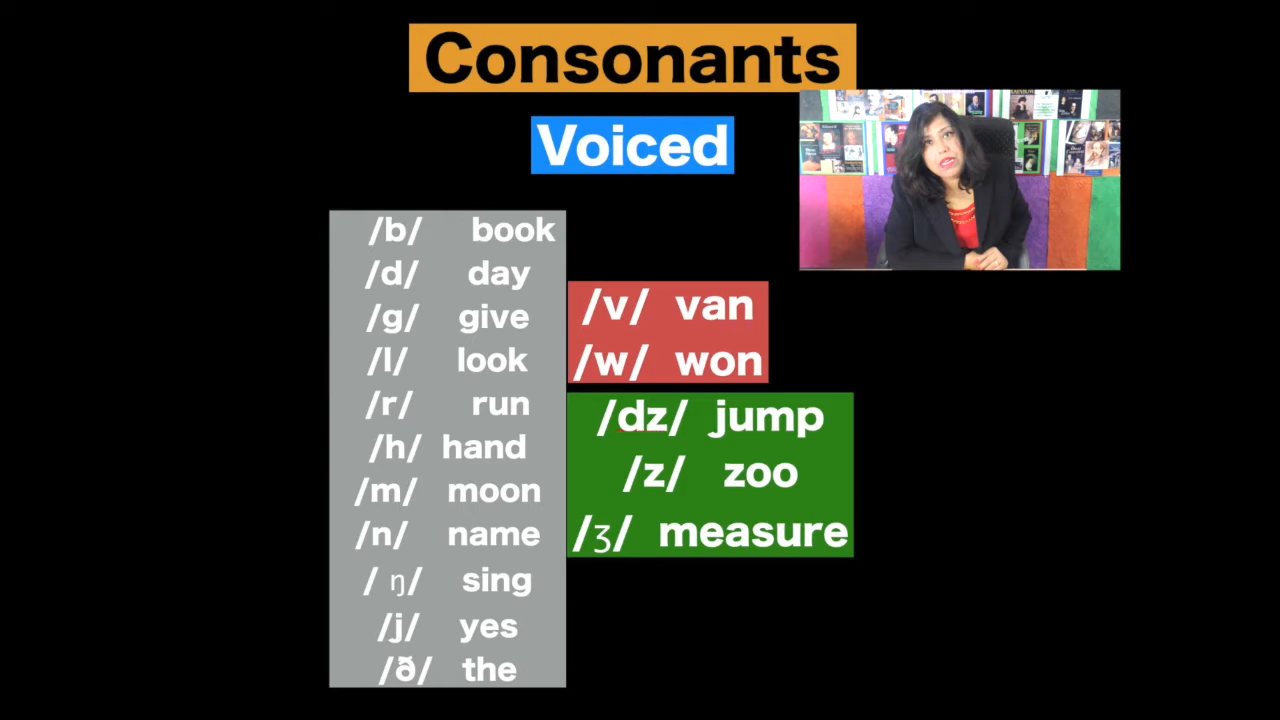 Consonants
Voiced
/b/ book
/d/ day
/g/ give
/l/ look
/r/ run
/h/ hand
/m/ moon
/n/ name
/ ŋ/ sing
/j/ yes
/ð/ the
/v/ van
/w/ won
/dz/ jump
/z/ zoo
/ʒ/ measure